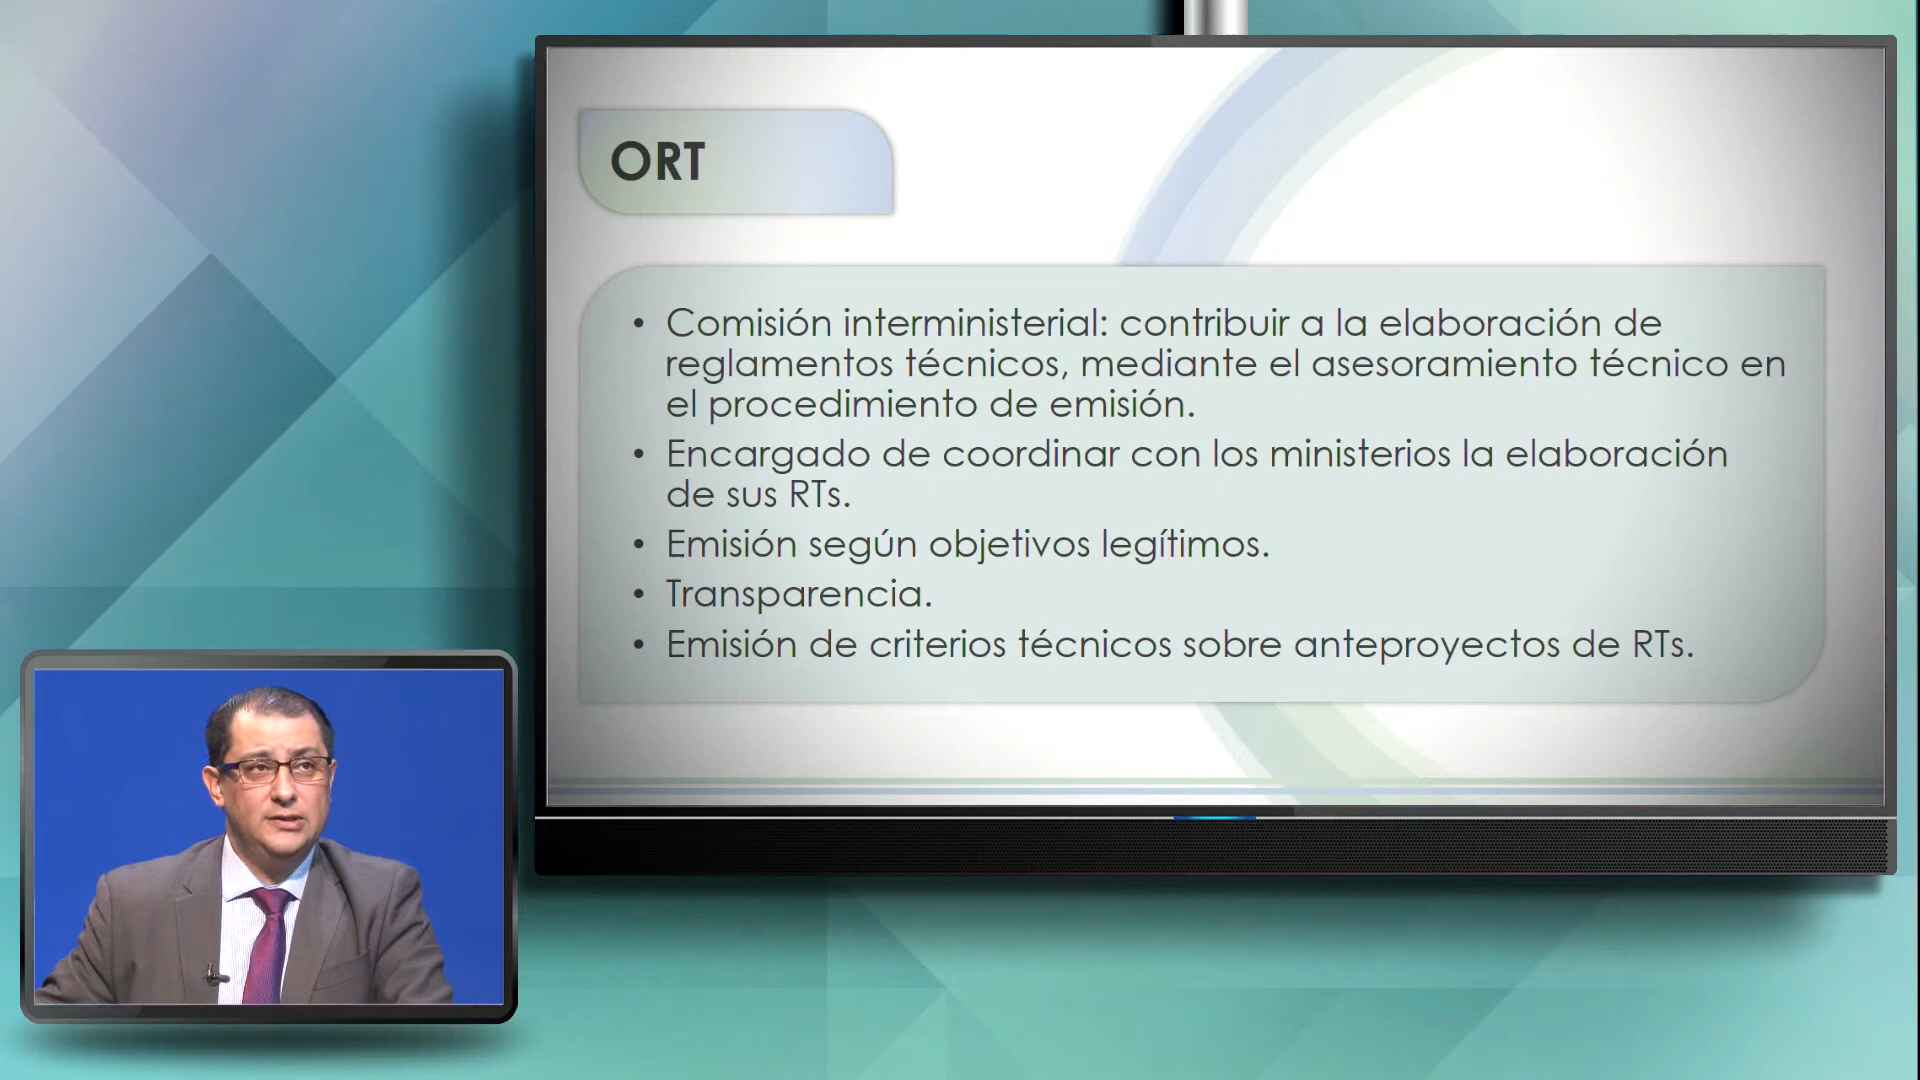 ORT
• Comisión interministerial: contribuir a la elaboración de
reglamentos técnicos, mediante el asesoramiento técnico en
el procedimiento de emisión.
• Encargado de coordinar con los ministerios la elaboración
de sus RTs.
• Emisión según objetivos legítimos.
• Transparencia.
• Emisión de criterios técnicos sobre anteproyectos de RTs.